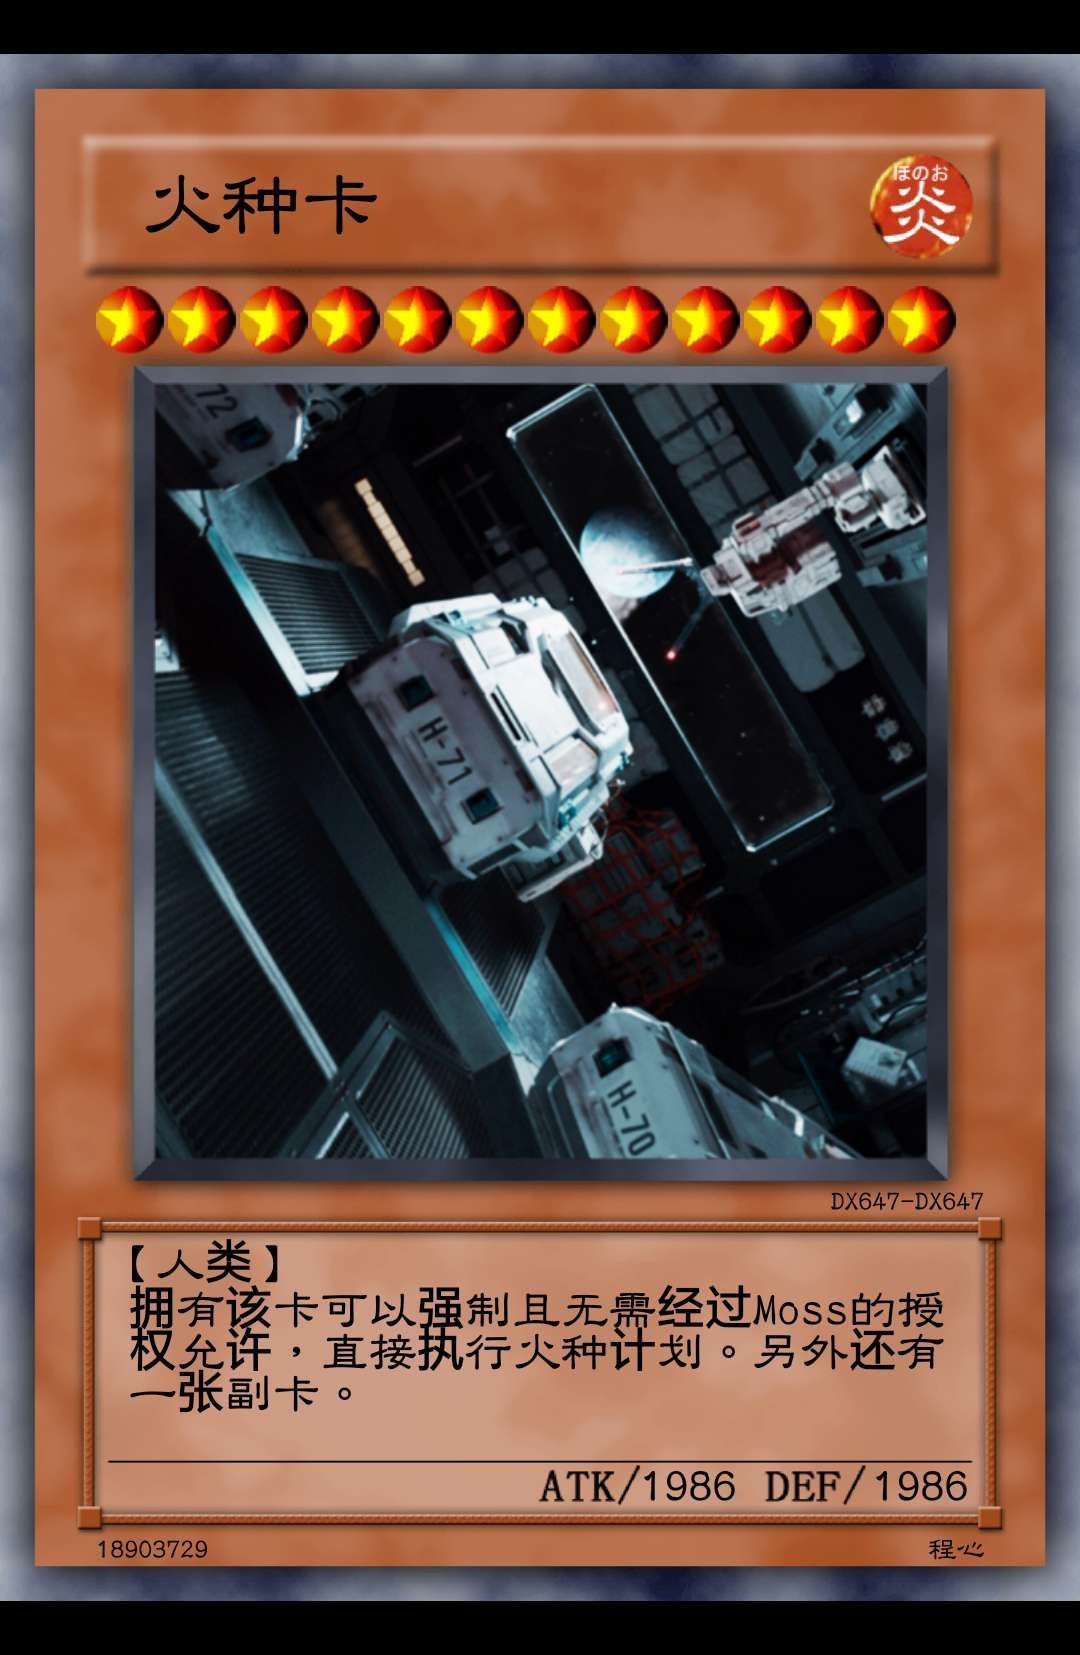 火种卡
ほのお
炎
72
H-71
H-70
DX647-DX647
【人类】
拥有该卡可以强制且无需经过Moss的授
权允许，直接执行火种计划。另外还有
一张副卡。
ATK/1986 DEF/1986
18903729
程心